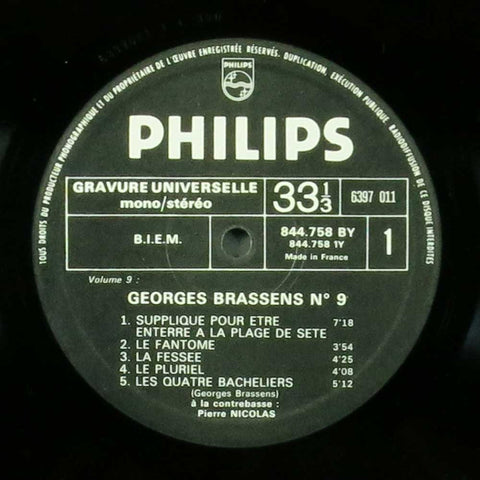 TOUS DROITS DU PRODUCTEUR PHONOGRAPHIQUE ET DU PROPRIÉTAIRE DE L'ŒUVRE ENREGISTRÉE RÉSERVÉS. DUPLICATION, EXÉCUTION PUBLIQUE, RADIODIFFUSION DE CE DISQUE INTERDITES
PHILIPS
PHILIPS
GRAVURE UNIVERSELLE
mono/stéréo
33 1/3
6397 011
B.I.E.M.
844.758 BY
844.758 1Y
Made in France
1
Volume 9 :
GEORGES BRASSENS N° 9
1. SUPPLIQUE POUR ETRE
ENTERRE A LA PLAGE DE SETE 7'18
2. LE FANTOME 3'54
3. LA FESSEE 4'25
4. LE PLURIEL 4'08
5. LES QUATRE BACHELIERS 5'12
(Georges Brassens)
à la contrebasse :
Pierre NICOLAS